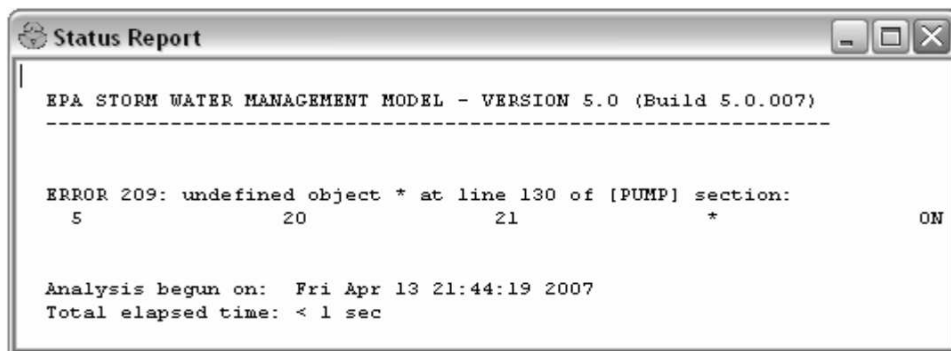 Status Report
EPA STORM WATER MANAGEMENT MODEL - VERSION 5.0 (Build 5.0.007)
--------------------------------------------------------------
ERROR 209: undefined object * at line 130 of [PUMP] section:
5 20 21 * ON
Analysis begun on: Fri Apr 13 21:44:19 2007
Total elapsed time: < 1 sec